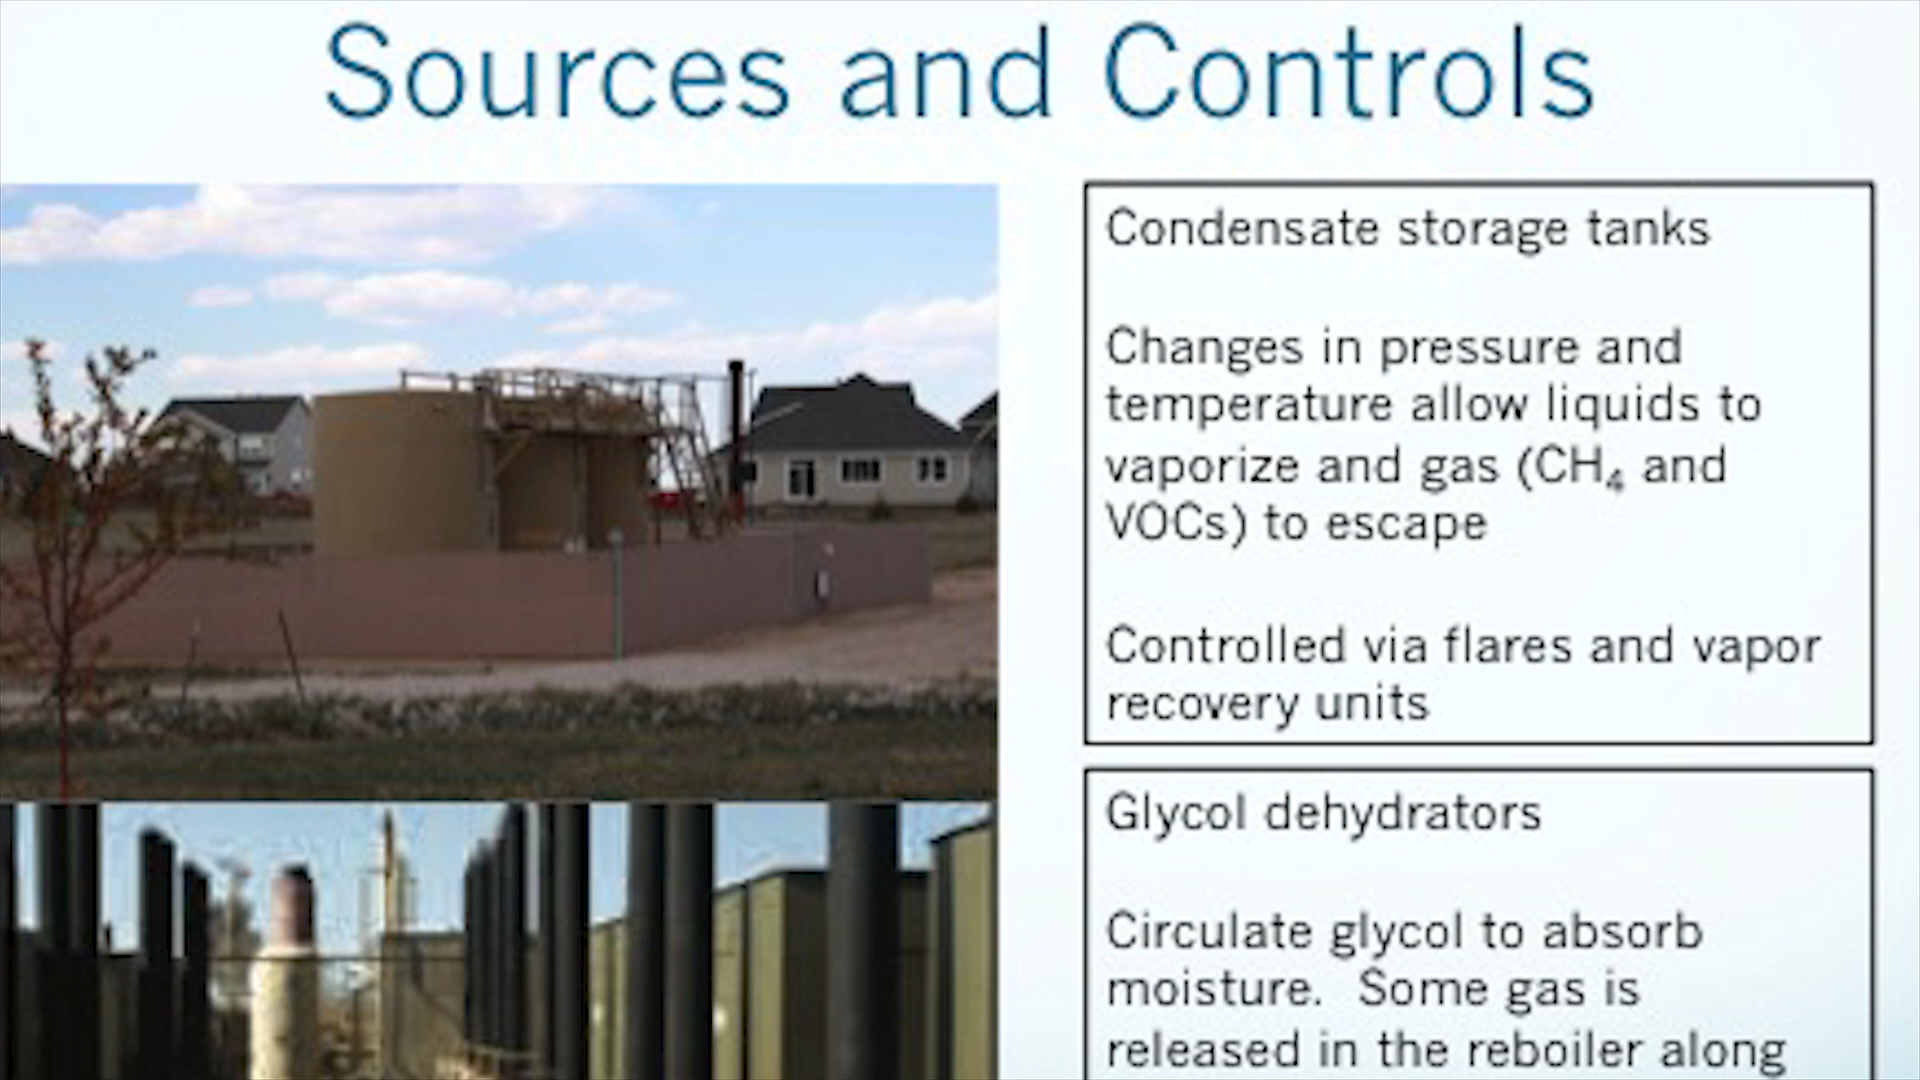 Sources and Controls
Condensate storage tanks
Changes in pressure and
temperature allow liquids to
vaporize and gas (CH₄ and
VOCs) to escape
Controlled via flares and vapor
recovery units
Glycol dehydrators
Circulate glycol to absorb
moisture. Some gas is
released in the reboiler along